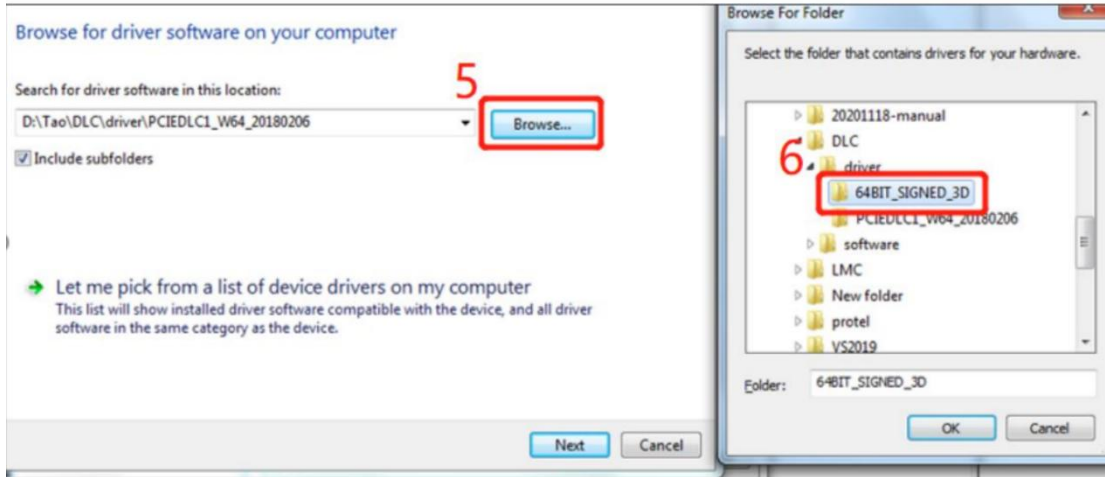 Browse for driver software on your computer
Search for driver software in this location:
5
D:\Tao\DLC\driver\PCIEDLC1_W64_20180206
Browse...
Include subfolders
Let me pick from a list of device drivers on my computer
This list will show installed driver software compatible with the device, and all driver
software in the same category as the device.
Next
Cancel
Browse For Folder
Select the folder that contains drivers for your hardware.
20201118-manual
DLC
6
driver
64BIT_SIGNED_3D
PCIEDLC1_W64_20180206
software
LMC
New folder
protel
VS2019
Folder:
64BIT_SIGNED_3D
OK
Cancel